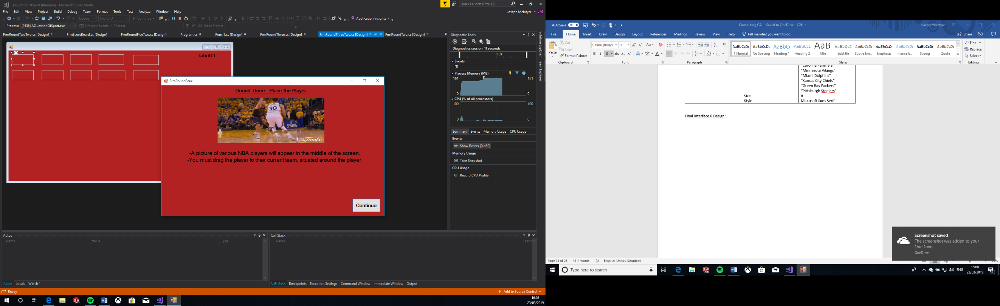 AQuestionOfSport (Running) - Microsoft Visual Studio
Quick Launch (Ctrl+Q)
File Edit View Project Build Debug Team Format Tools Test Analyze Window Help
Joseph McIntyre JM
Debug Any CPU Continue Application Insights
Process: [9136] AQuestionOfSport.exe Lifecycle Events Thread: Stack Frame:
FrmRoundTwoTwo.cs [Design] FrmScoreBoard.cs [Design] FrmRoundFiveTwo.cs [Design] Program.cs Form1.cs [Design] FrmRoundThree.cs [Design] FrmRoundThreeTwo.cs [Design] FrmRoundTwo.cs [Design]
label11
FrmRoundFour
Round Three - Place the Player
30
SPALDING
The Finals
-A picture of various NBA players will appear in the middle of the screen.
-You must drag the player to their current team, situated around the player.
Continue
Diagnostic Tools
Diagnostics session: 11 seconds
10s
Events
Process Memory (MB)
161 161
0 0
CPU (% of all processors)
100 100
0 0
Summary Events Memory Usage CPU Usage
Events
Show Events (0 of 0)
Memory Usage
Take Snapshot
CPU Usage
Record CPU Profile
Solution Explorer
Team Explorer
Autos
Name Value Type
Autos Locals Watch 1
Call Stack
Name Lang
Call Stack Breakpoints Exception Settings Command Window Immediate Window Output
Ready
Add to Source Control
16:08
23/03/2019
AutoSave On
Computing CA - Saved to OneDrive - C2k
Joseph McIntyre
File Home Insert Draw Design Layout References Mailings Review View Help Tell me what you want to do
Share
Paste
Cut
Copy
Format Painter
Clipboard
Calibri (Body) 11
Font
Paragraph
AaBbCcDc AaBbCcDc AaBbCc AaBbCcD AaB AaBbCcD AaBbCcDc AaBbCcDc AaBbCcDc AaBbCcDc AaBbCcDc
¶ Normal No Spacing Heading 1 Heading 2 Title Subtitle Subtle Em... Emphasis Intense E... Strong Quote
Styles
Find
Replace
Select
Editing
"Carolina Panthers"
"Minnesota Vikings"
"Miami Dolphins"
"Kansas City Chiefs"
"Green Bay Packers"
"Pittsburgh Steelers"
Size 8
Style Microsoft Sans Serif
Final Interface 6 Design:
Screenshot saved
The screenshot was added to your
OneDrive.
OneDrive
Page 24 of 26 4911 words English (United Kingdom)
Type here to search
ENG
16:08
23/03/2019